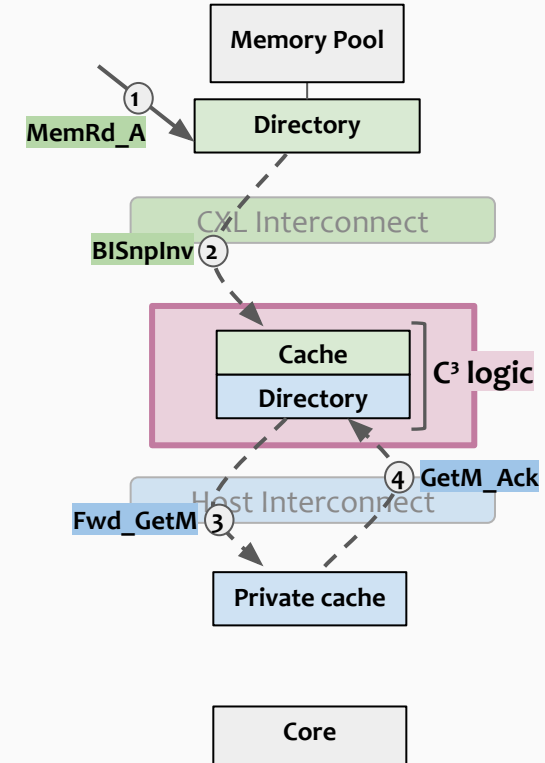 Memory Pool
1
MemRd_A
Directory
CXL Interconnect
BISnpInv
2
Cache
Directory
C³ logic
4
GetM_Ack
Host Interconnect
Fwd_GetM
3
Private cache
Core